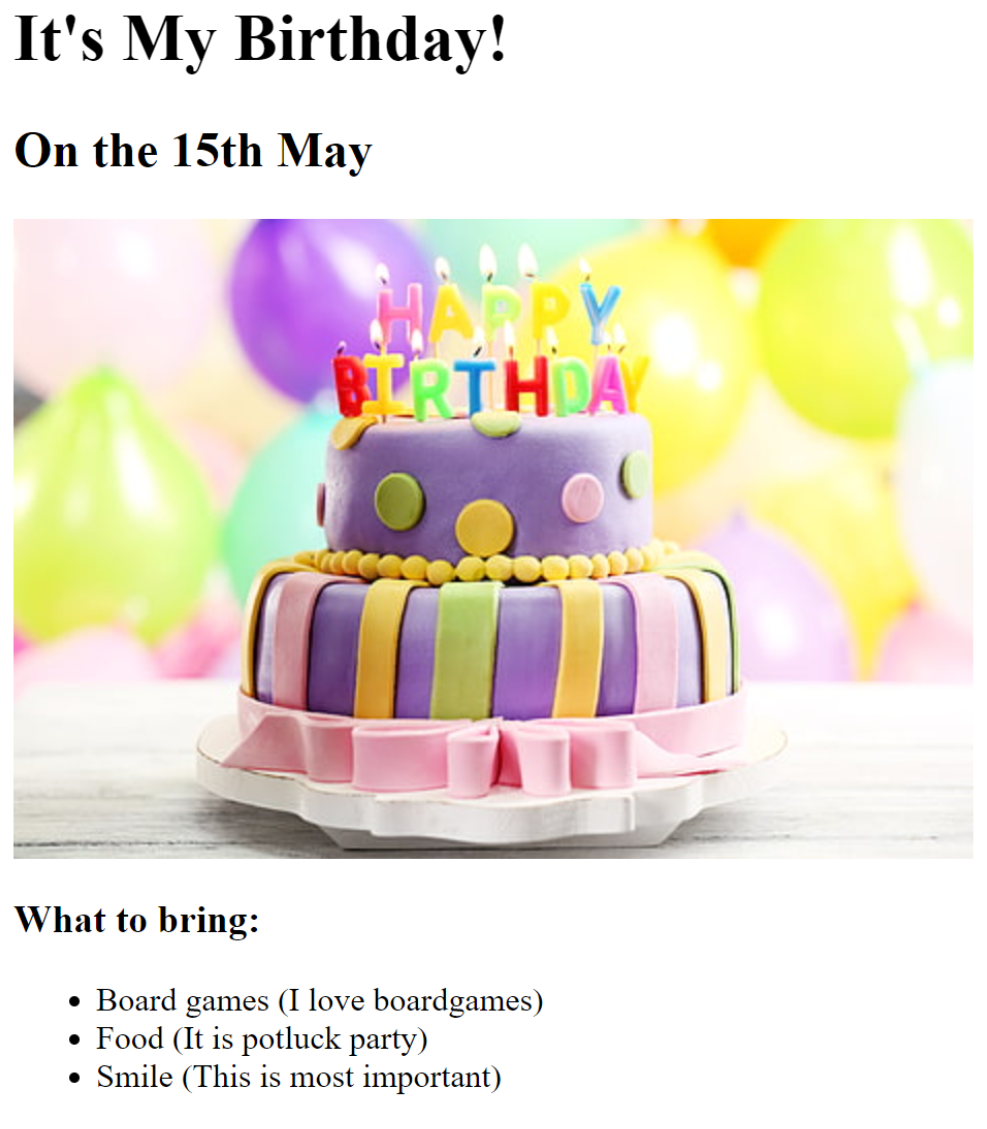 It's My Birthday!
On the 15th May
HAPPY
BIRTHDAY
What to bring:
Board games (I love boardgames)
Food (It is potluck party)
Smile (This is most important)